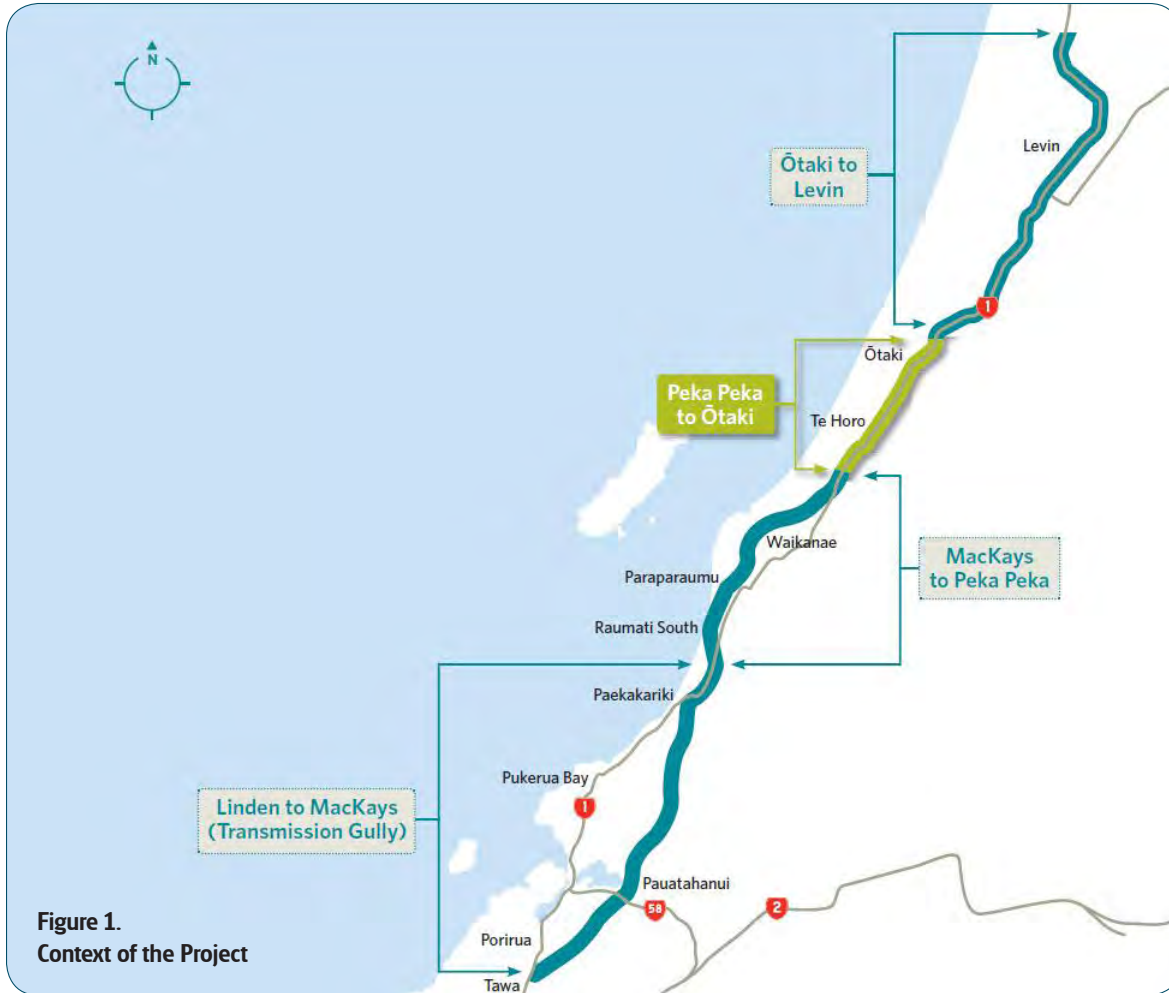 N
Ōtaki to
Levin
Levin
1
Ōtaki
Peka Peka
to Ōtaki
Te Horo
Waikanae
MacKays
to Peka Peka
Paraparaumu
Raumati South
Paekakariki
Pukerua Bay
1
Linden to MacKays
(Transmission Gully)
Pauatahanui
58
2
Porirua
Tawa
Figure 1.
Context of the Project